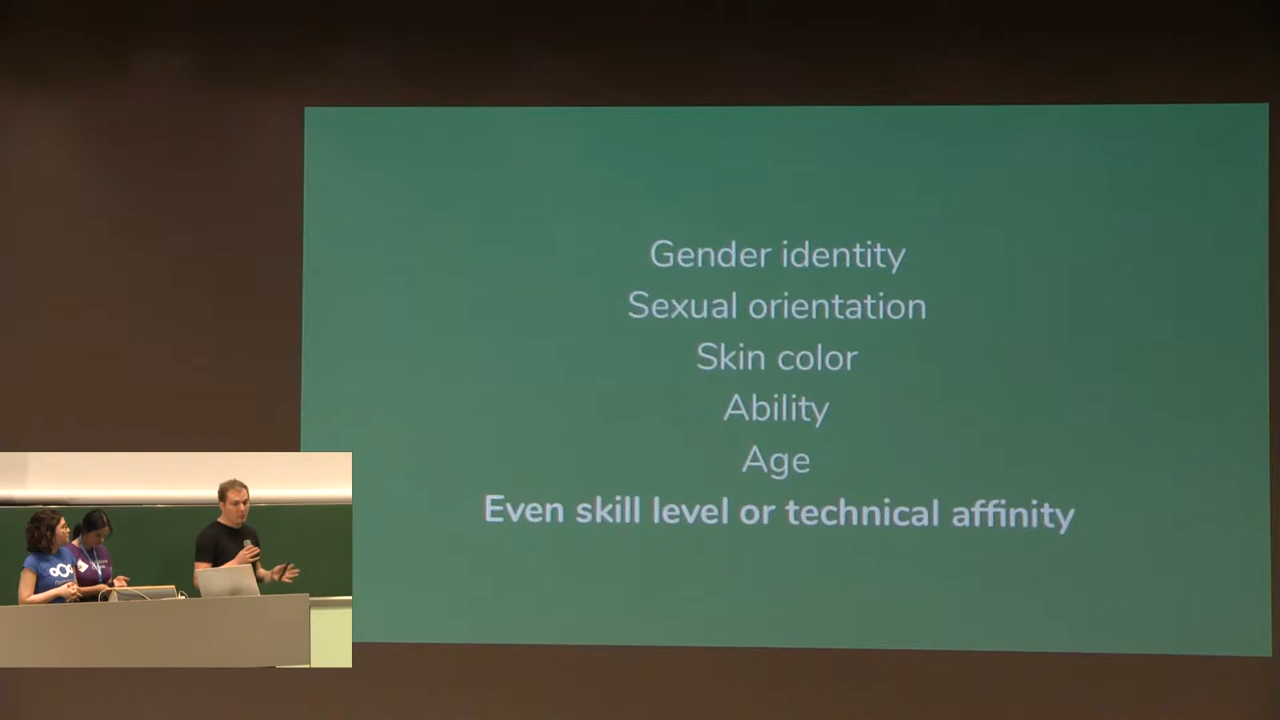 Gender identity
Sexual orientation
Skin color
Ability
Age
Even skill level or technical affinity